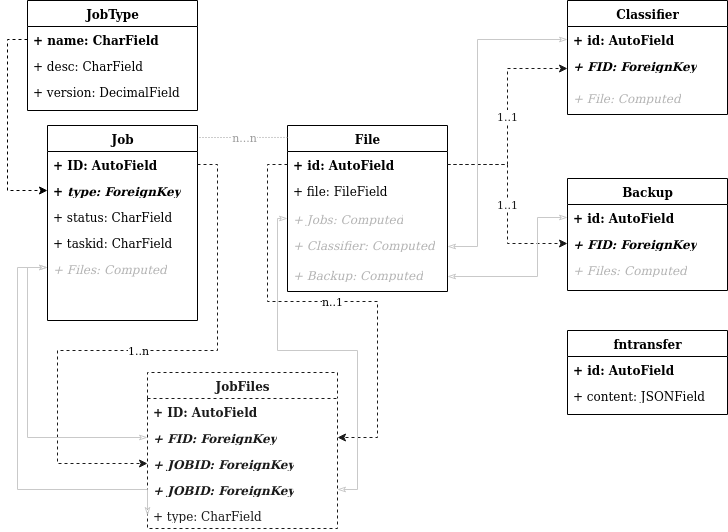 JobType
+ name: CharField
+ desc: CharField
+ version: DecimalField
Job
+ ID: AutoField
+ type: ForeignKey
+ status: CharField
+ taskid: CharField
+ Files: Computed
n...n
File
+ id: AutoField
+ file: FileField
+ Jobs: Computed
+ Classifier: Computed
+ Backup: Computed
Classifier
+ id: AutoField
+ FID: ForeignKey
+ File: Computed
1..1
1..1
Backup
+ id: AutoField
+ FID: ForeignKey
+ Files: Computed
n..1
1..n
fntransfer
+ id: AutoField
+ content: JSONField
JobFiles
+ ID: AutoField
+ FID: ForeignKey
+ JOBID: ForeignKey
+ JOBID: ForeignKey
+ type: CharField